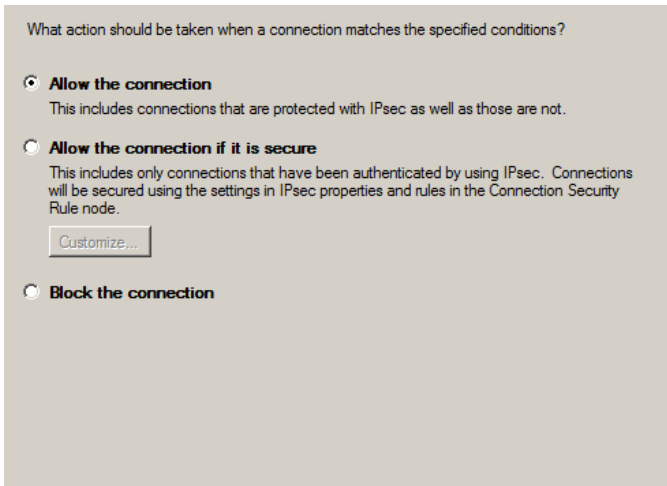 What action should be taken when a connection matches the specified conditions?
Allow the connection
This includes connections that are protected with IPsec as well as those are not.
Allow the connection if it is secure
This includes only connections that have been authenticated by using IPsec. Connections
will be secured using the settings in IPsec properties and rules in the Connection Security
Rule node.
Customize...
Block the connection